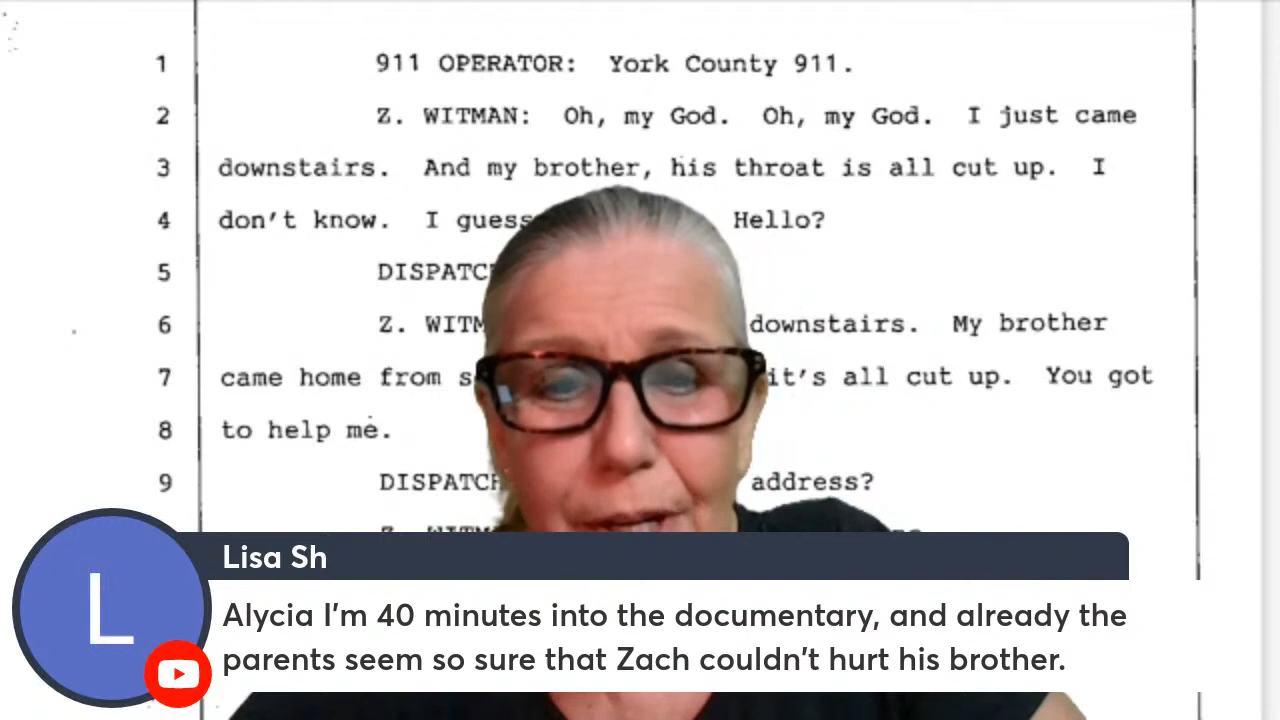 1 911 OPERATOR: York County 911.
2 Z. WITMAN: Oh, my God. Oh, my God. I just came
3 downstairs. And my brother, his throat is all cut up. I
4 don't know. I guess Hello?
5
6 Z. downstairs. My brother
7 came home from it's all cut up. You got
8 to help me.
9 address?
L
Lisa Sh
Alycia I'm 40 minutes into the documentary, and already the
parents seem so sure that Zach couldn't hurt his brother.